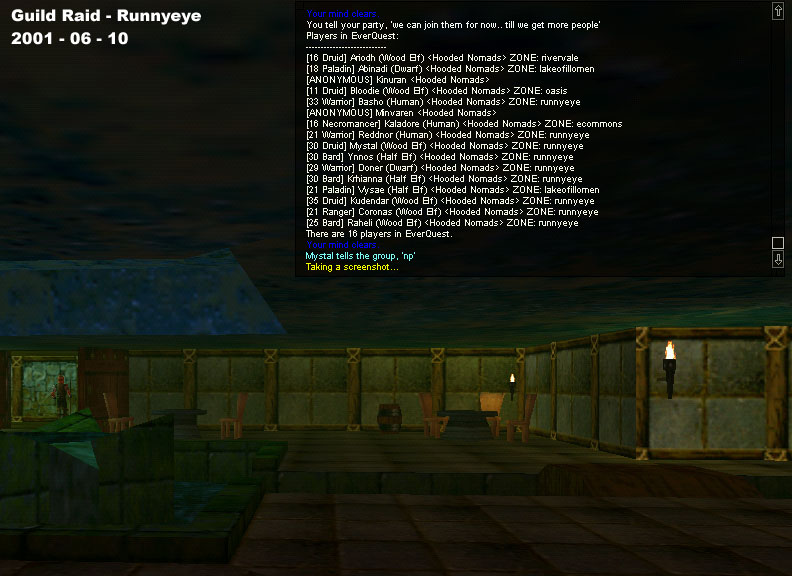 Guild Raid - Runnyeye
2001 - 06 - 10
Your mind clears.
You tell your party, 'we can join them for now.. till we get more people'
Players in EverQuest:
---------------------------
[16 Druid] Ariodh (Wood Elf) <Hooded Nomads> ZONE: rivervale
[18 Paladin] Abinadi (Dwarf) <Hooded Nomads> ZONE: lakeofillomen
[ANONYMOUS] Kinuran <Hooded Nomads>
[11 Druid] Bloodie (Wood Elf) <Hooded Nomads> ZONE: oasis
[33 Warrior] Basho (Human) <Hooded Nomads> ZONE: runnyeye
[ANONYMOUS] Minvaren <Hooded Nomads>
[16 Necromancer] Kaladore (Human) <Hooded Nomads> ZONE: ecommons
[21 Warrior] Reddnor (Human) <Hooded Nomads> ZONE: runnyeye
[30 Druid] Mystal (Wood Elf) <Hooded Nomads> ZONE: runnyeye
[30 Bard] Ynnos (Half Elf) <Hooded Nomads> ZONE: runnyeye
[29 Warrior] Doner (Dwarf) <Hooded Nomads> ZONE: runnyeye
[30 Bard] Krhianna (Half Elf) <Hooded Nomads> ZONE: runnyeye
[21 Paladin] Vysae (Half Elf) <Hooded Nomads> ZONE: lakeofillomen
[35 Druid] Kudendar (Wood Elf) <Hooded Nomads> ZONE: runnyeye
[21 Ranger] Coronas (Wood Elf) <Hooded Nomads> ZONE: runnyeye
[25 Bard] Raheli (Wood Elf) <Hooded Nomads> ZONE: runnyeye
There are 16 players in EverQuest.
Your mind clears.
Mystal tells the group, 'np'
Taking a screenshot...